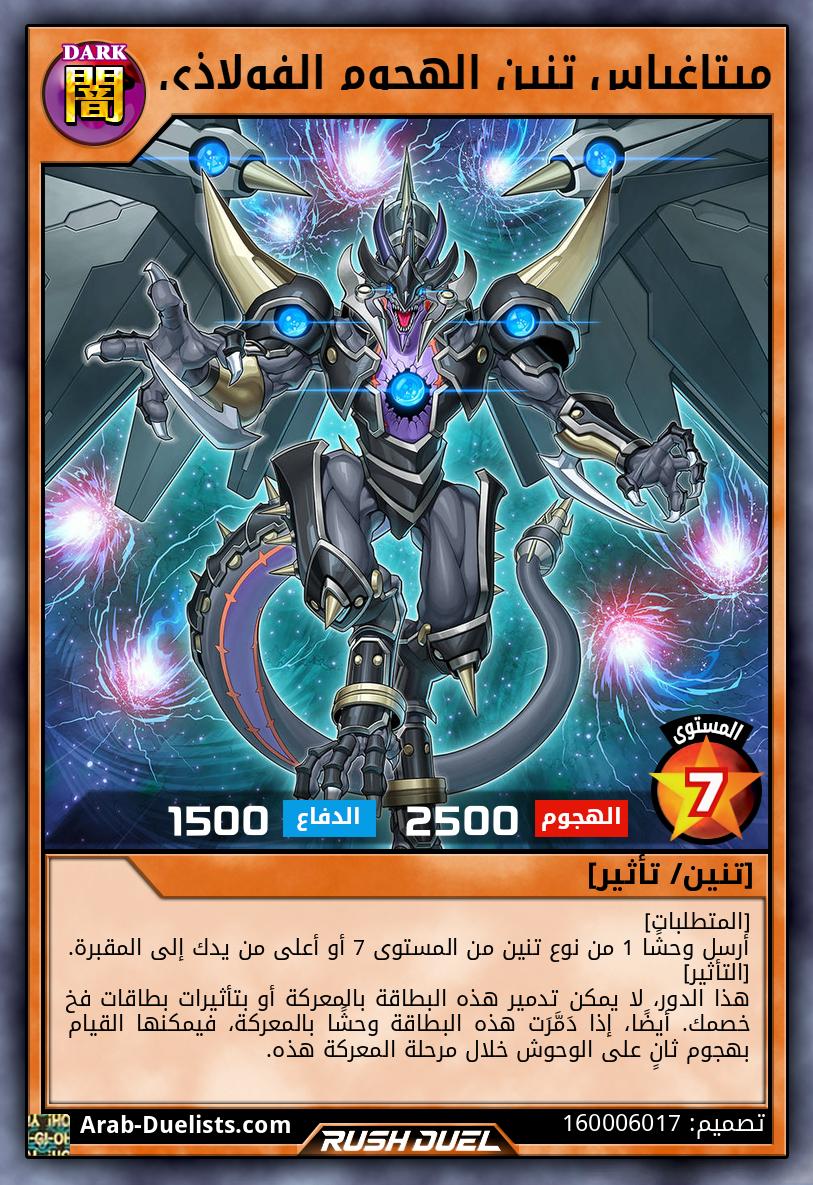 DARK
闇
ميتاغياس تنين الهجوم الفولاذي
المستوى
7
الهجوم 2500 الدفاع 1500
[تنين/ تأثير]
[المتطلبات]
أرسل وحشًا 1 من نوع تنين من المستوى 7 أو أعلى من يدك إلى المقبرة.
[التأثير]
هذا الدور، لا يمكن تدمير هذه البطاقة بالمعركة أو بتأثيرات بطاقات فخ
خصمك. أيضًا، إذا دَمَّرَت هذه البطاقة وحشًا بالمعركة، فيمكنها القيام
بهجوم ثانٍ على الوحوش خلال مرحلة المعركة هذه.
تصميم: 160006017
Arab-Duelists.com
RUSH DUEL